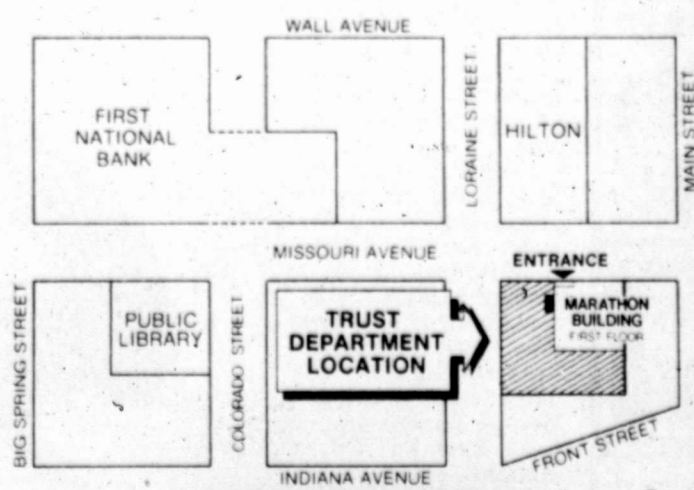 WALL AVENUE
FIRST
NATIONAL
BANK
LORAINE STREET
HILTON
MAIN STREET
MISSOURI AVENUE
ENTRANCE
BIG SPRING STREET
PUBLIC
LIBRARY
COLORADO STREET
TRUST
DEPARTMENT
LOCATION
MARATHON
BUILDING
FIRST FLOOR
FRONT STREET
INDIANA AVENUE